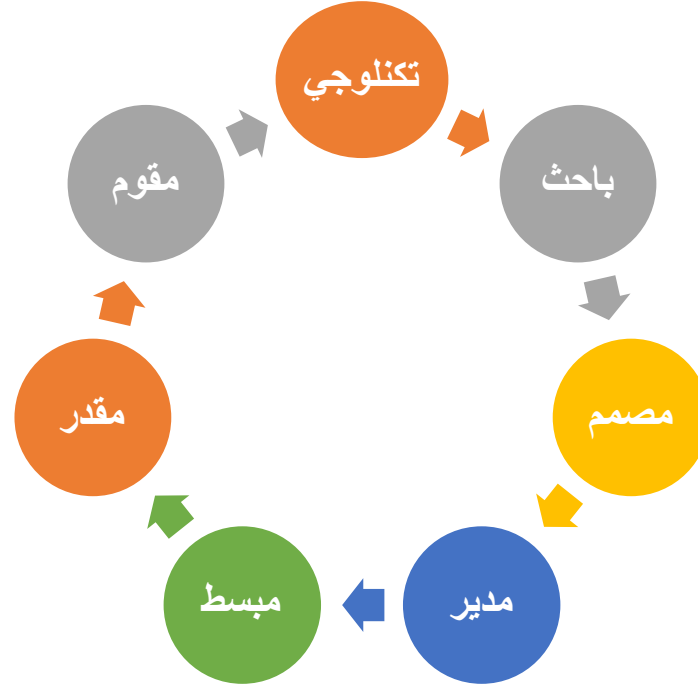 تكنلوجي
باحث
مصمم
مدير
مبسط
مقدر
مقوم